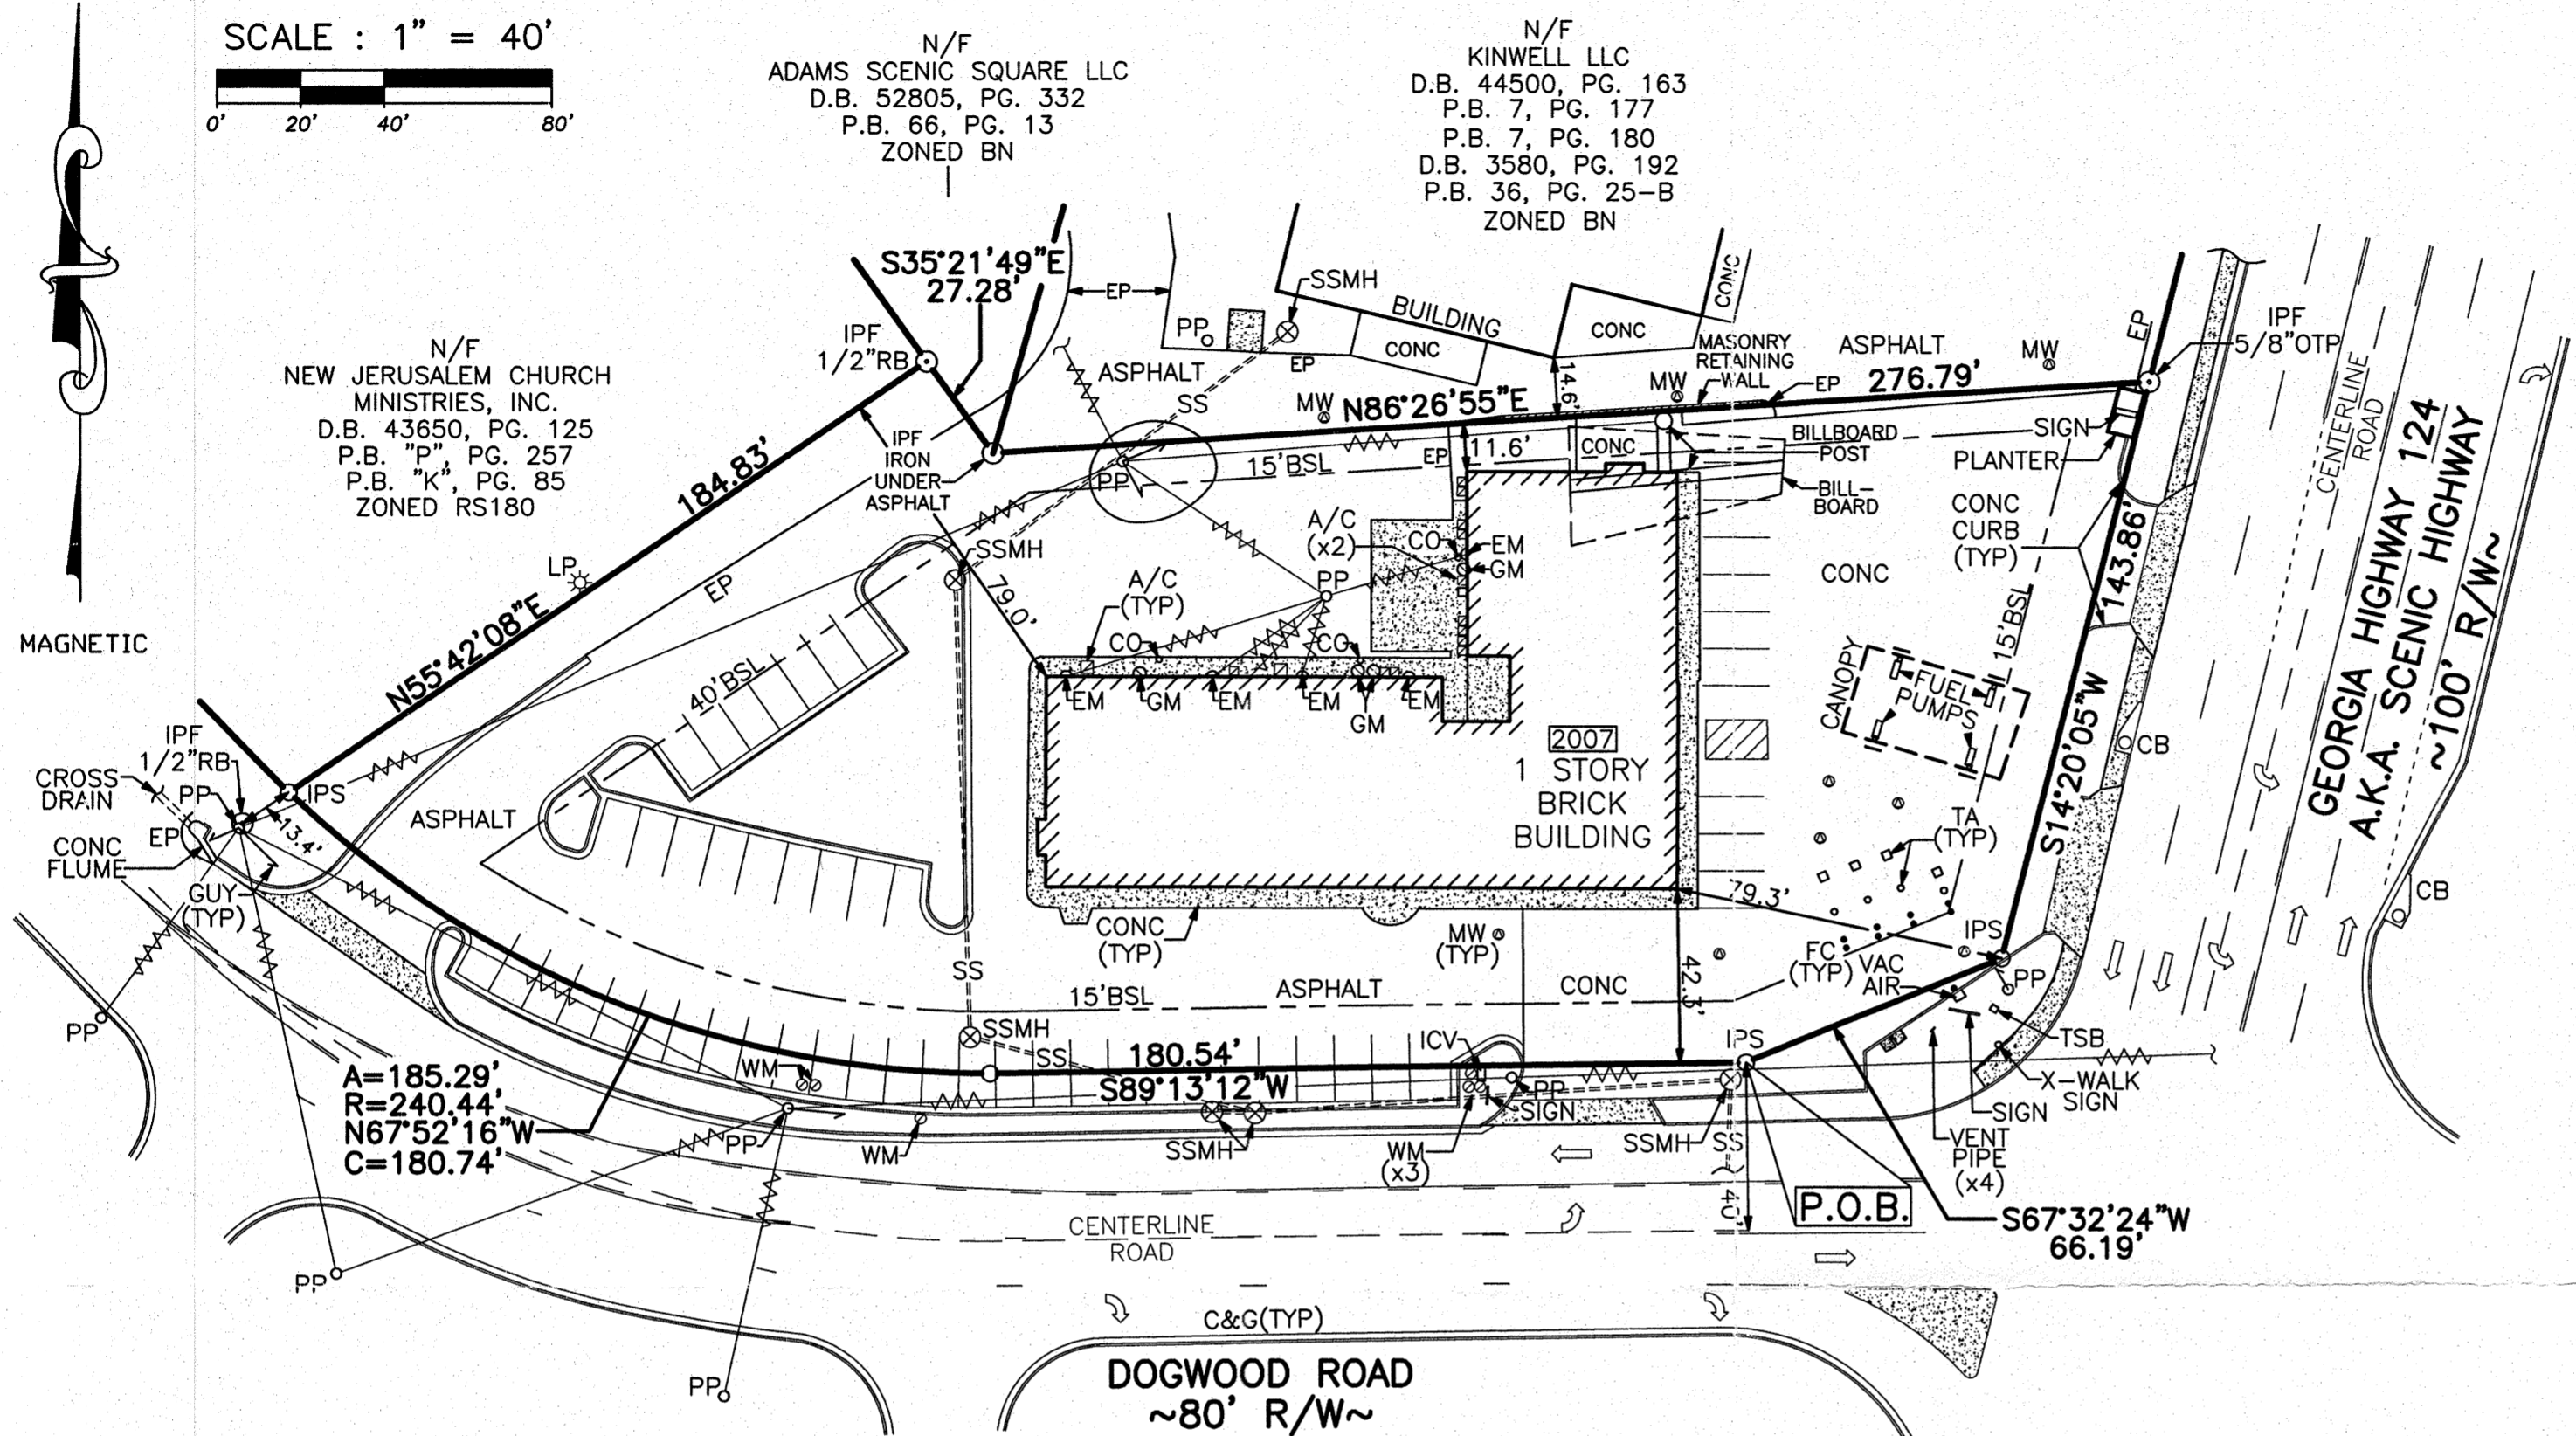 SCALE : 1" = 40'
0' 20' 40' 80'
MAGNETIC
N/F
ADAMS SCENIC SQUARE LLC
D.B. 52805, PG. 332
P.B. 66, PG. 13
ZONED BN
N/F
KINWELL LLC
D.B. 44500, PG. 163
P.B. 7, PG. 177
P.B. 7, PG. 180
D.B. 3580, PG. 192
P.B. 36, PG. 25-B
ZONED BN
N/F
NEW JERUSALEM CHURCH
MINISTRIES, INC.
D.B. 43650, PG. 125
P.B. "P", PG. 257
P.B. "K", PG. 85
ZONED RS180
S35°21'49"E
27.28'
IPF
1/2"RB
EP
SSMH
PP
BUILDING
CONC
CONC
CONC
EP
ASPHALT
SS
MW
N86°26'55"E
14.6'
MW
MASONRY
RETAINING
WALL
EP
ASPHALT
276.79'
MW
EP
IPF
5/8"OTP
SIGN
PLANTER
BILLBOARD
POST
BILL-
BOARD
CONC
11.6'
EP
15'BSL
PP
IPF
IRON
UNDER
ASPHALT
184.83'
N55°42'08"E
LP
EP
SSMH
79.0'
40'BSL
A/C
(TYP)
CO
A/C
(x2)
CO
EM
GM
PP
CO
EM
GM
EM
EM
GM
EM
CONC
CURB
(TYP)
CONC
143.86'
S14°20'05"W
15'BSL
CANOPY
FUEL
PUMPS
CENTERLINE
ROAD
GEORGIA HIGHWAY 124
A.K.A. SCENIC HIGHWAY
~100' R/W~
CB
CB
2007
1 STORY
BRICK
BUILDING
IPF
1/2"RB
CROSS
DRAIN
PP
IPS
13.4'
EP
CONC
FLUME
GUY
(TYP)
ASPHALT
PP
TA
(TYP)
79.3'
IPS
FC
(TYP)
VAC
AIR
PP
TSB
X-WALK
SIGN
SIGN
VENT
PIPE
(x4)
CONC
(TYP)
MW
(TYP)
SS
15'BSL
ASPHALT
CONC
42.3'
SSMH
SS
WM
180.54'
S89°13'12"W
ICV
IPS
PP
SIGN
A=185.29'
R=240.44'
N67°52'16"W
C=180.74'
PP
WM
SSMH
WM
(x3)
SSMH
SS
40'
P.O.B.
S67°32'24"W
66.19'
CENTERLINE
ROAD
PP
C&G(TYP)
PP
DOGWOOD ROAD
~80' R/W~